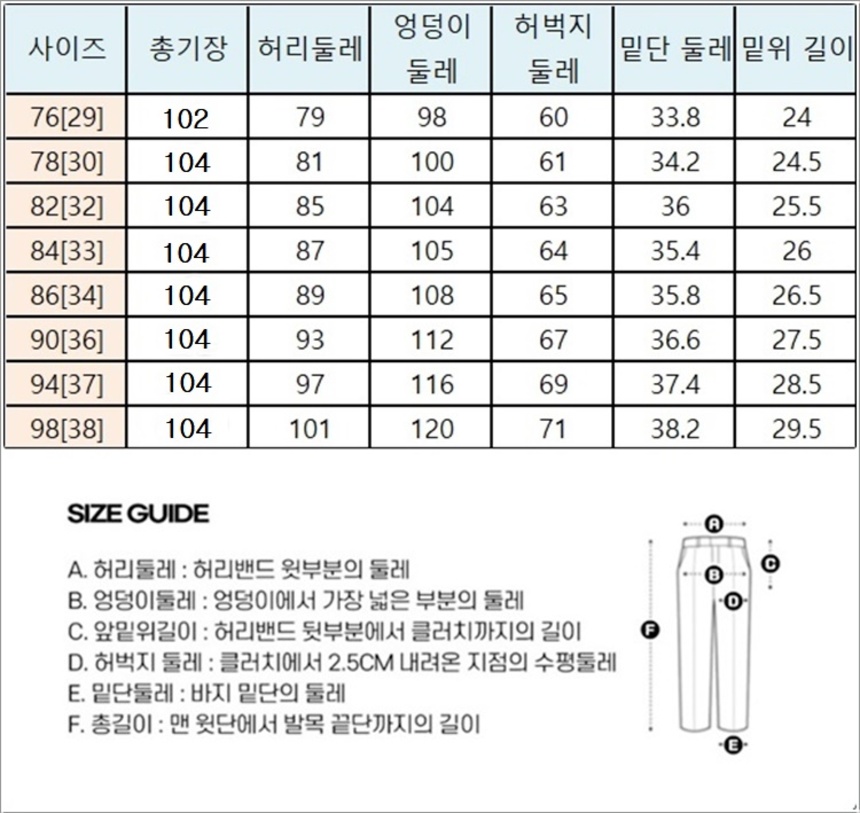 사이즈 총기장 허리둘레 엉덩이 둘레 허벅지 둘레 밑단 둘레 밑위 길이
76[29] 102 79 98 60 33.8 24
78[30] 104 81 100 61 34.2 24.5
82[32] 104 85 104 63 36 25.5
84[33] 104 87 105 64 35.4 26
86[34] 104 89 108 65 35.8 26.5
90[36] 104 93 112 67 36.6 27.5
94[37] 104 97 116 69 37.4 28.5
98[38] 104 101 120 71 38.2 29.5
SIZE GUIDE
A. 허리둘레 : 허리밴드 윗부분의 둘레
B. 엉덩이둘레 : 엉덩이에서 가장 넓은 부분의 둘레
C. 앞밑위길이 : 허리밴드 뒷부분에서 클러치까지의 길이
D. 허벅지 둘레 : 클러치에서 2.5CM 내려온 지점의 수평둘레
E. 밑단둘레 : 바지 밑단의 둘레
F. 총길이 : 맨 윗단에서 발목 끝단까지의 길이
A
C
B
D
F
E